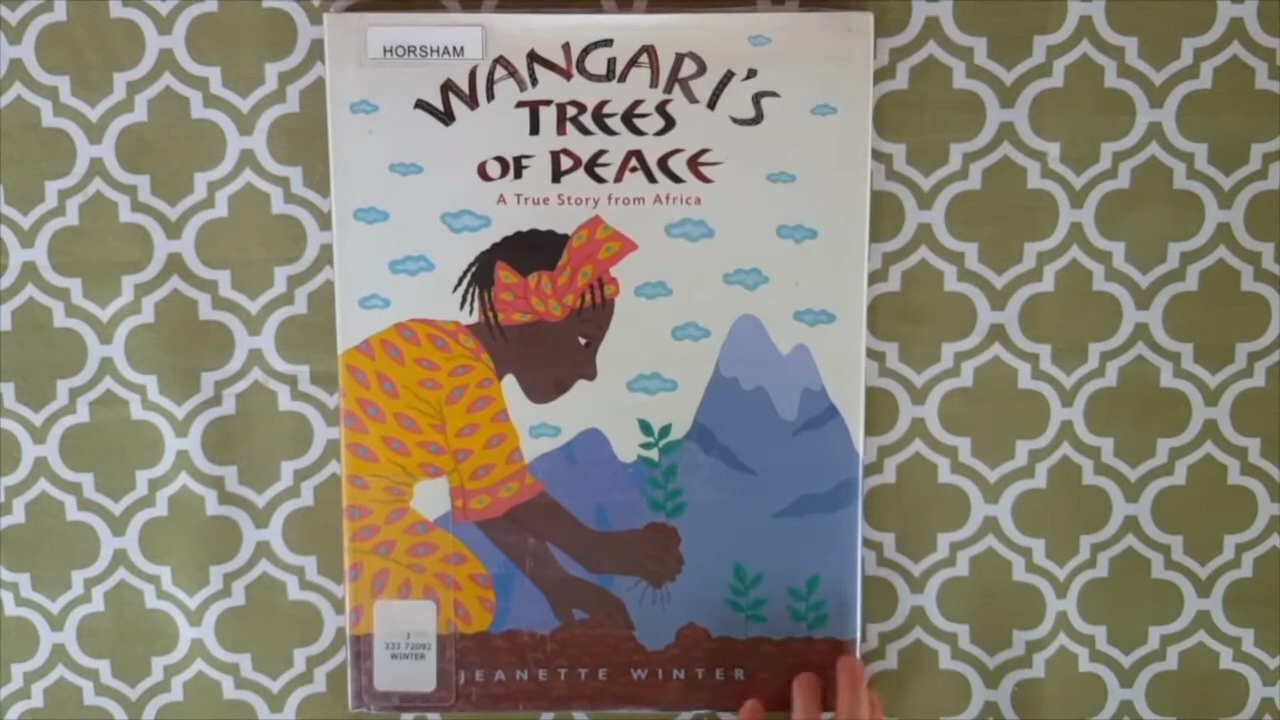 HORSHAM
WANGARI'S
TREES
OF PEACE
A True Story from Africa
J
333.72092
WINTER
JEANETTE WINTER